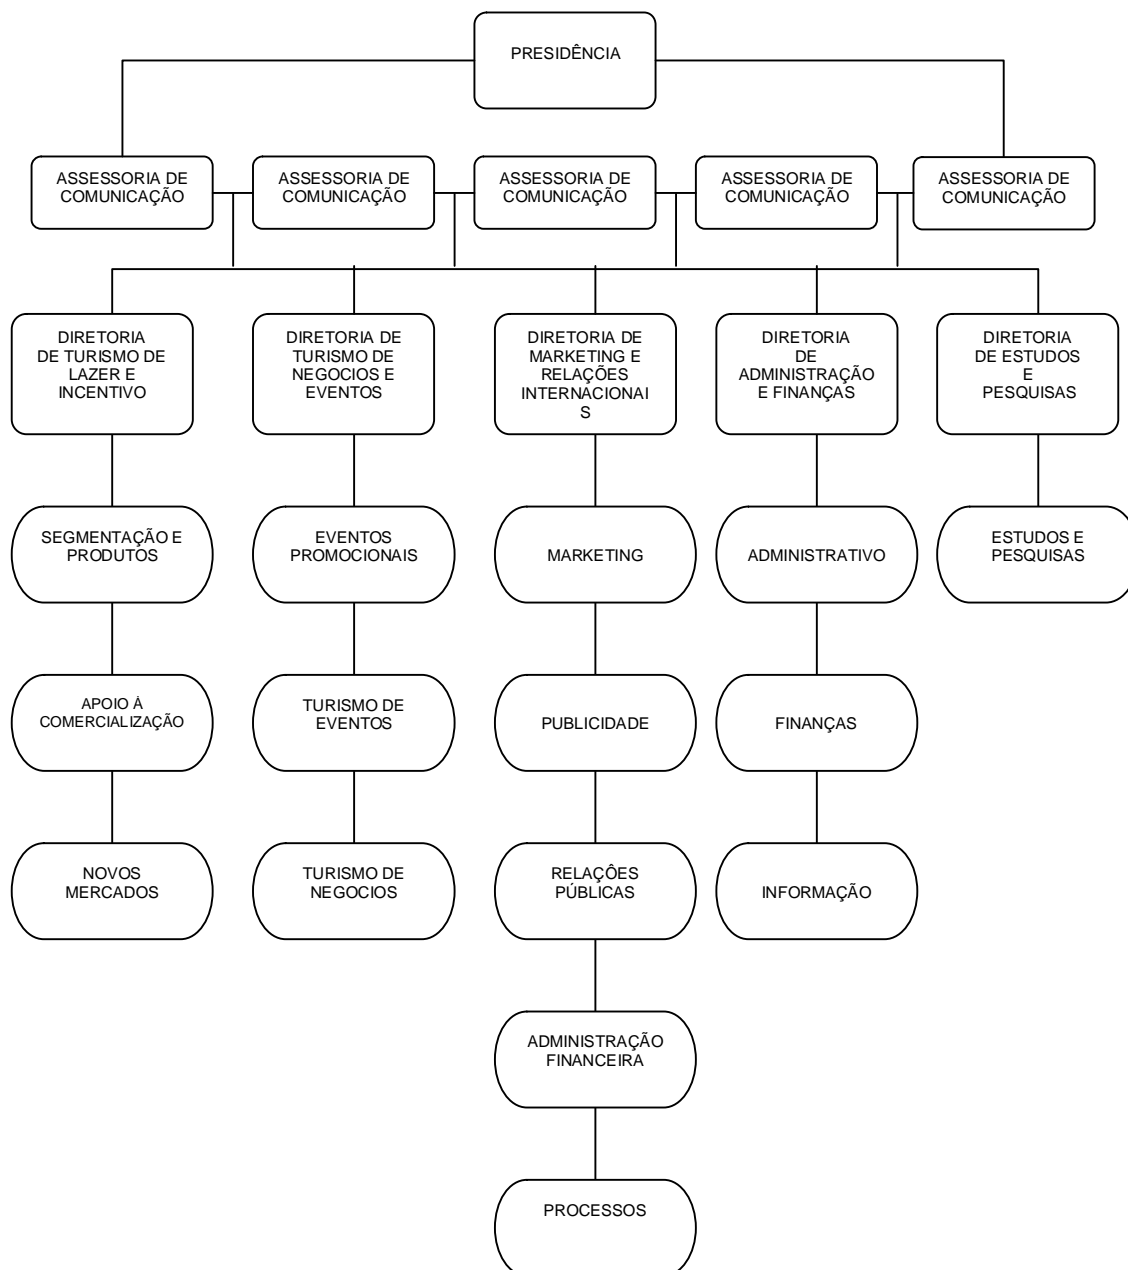 PRESIDÊNCIA
ASSESSORIA DE
COMUNICAÇÃO
ASSESSORIA DE
COMUNICAÇÃO
ASSESSORIA DE
COMUNICAÇÃO
ASSESSORIA DE
COMUNICAÇÃO
ASSESSORIA DE
COMUNICAÇÃO
DIRETORIA
DE TURISMO DE
LAZER E
INCENTIVO
DIRETORIA DE
TURISMO DE
NEGOCIOS E
EVENTOS
DIRETORIA DE
MARKETING E
RELAÇÕES
INTERNACIONAI
S
DIRETORIA
DE
ADMINISTRAÇÃO
E FINANÇAS
DIRETORIA
DE ESTUDOS
E
PESQUISAS
SEGMENTAÇÃO E
PRODUTOS
EVENTOS
PROMOCIONAIS
MARKETING
ADMINISTRATIVO
ESTUDOS E
PESQUISAS
APOIO À
COMERCIALIZAÇÃO
TURISMO DE
EVENTOS
PUBLICIDADE
FINANÇAS
NOVOS
MERCADOS
TURISMO DE
NEGOCIOS
RELAÇÔES
PÚBLICAS
INFORMAÇÃO
ADMINISTRAÇÃO
FINANCEIRA
PROCESSOS